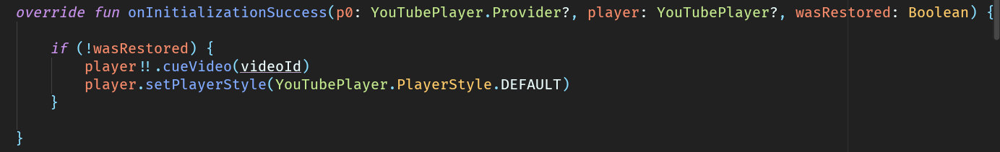 override fun onInitializationSuccess(p0: YouTubePlayer.Provider?, player: YouTubePlayer?, wasRestored: Boolean) {
if (!wasRestored) {
player!!.cueVideo(videoId)
player.setPlayerStyle(YouTubePlayer.PlayerStyle.DEFAULT)
}
}